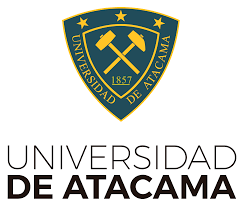 UNIVERSIDAD DE ATACAMA
1857
UNIVERSIDAD
DE ATACAMA